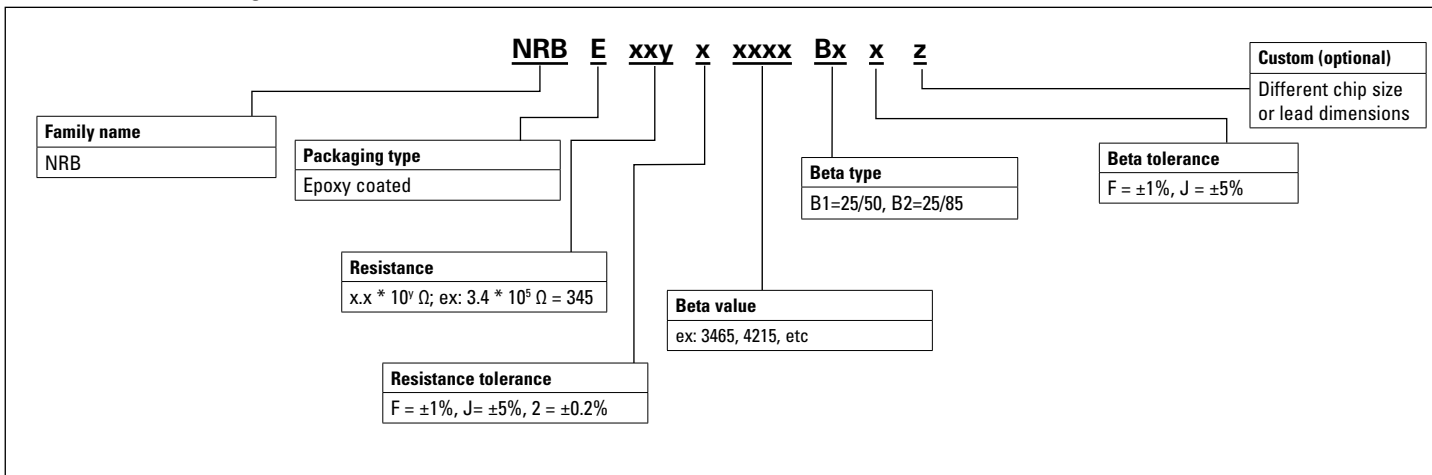 NRB E xxy x xxxx Bx x z
Custom (optional)
Different chip size
or lead dimensions
Family name
NRB
Packaging type
Epoxy coated
Beta type
B1=25/50, B2=25/85
Beta tolerance
F = ±1%, J = ±5%
Resistance
x.x * 10ʸ Ω; ex: 3.4 * 10⁵ Ω = 345
Beta value
ex: 3465, 4215, etc
Resistance tolerance
F = ±1%, J= ±5%, 2 = ±0.2%